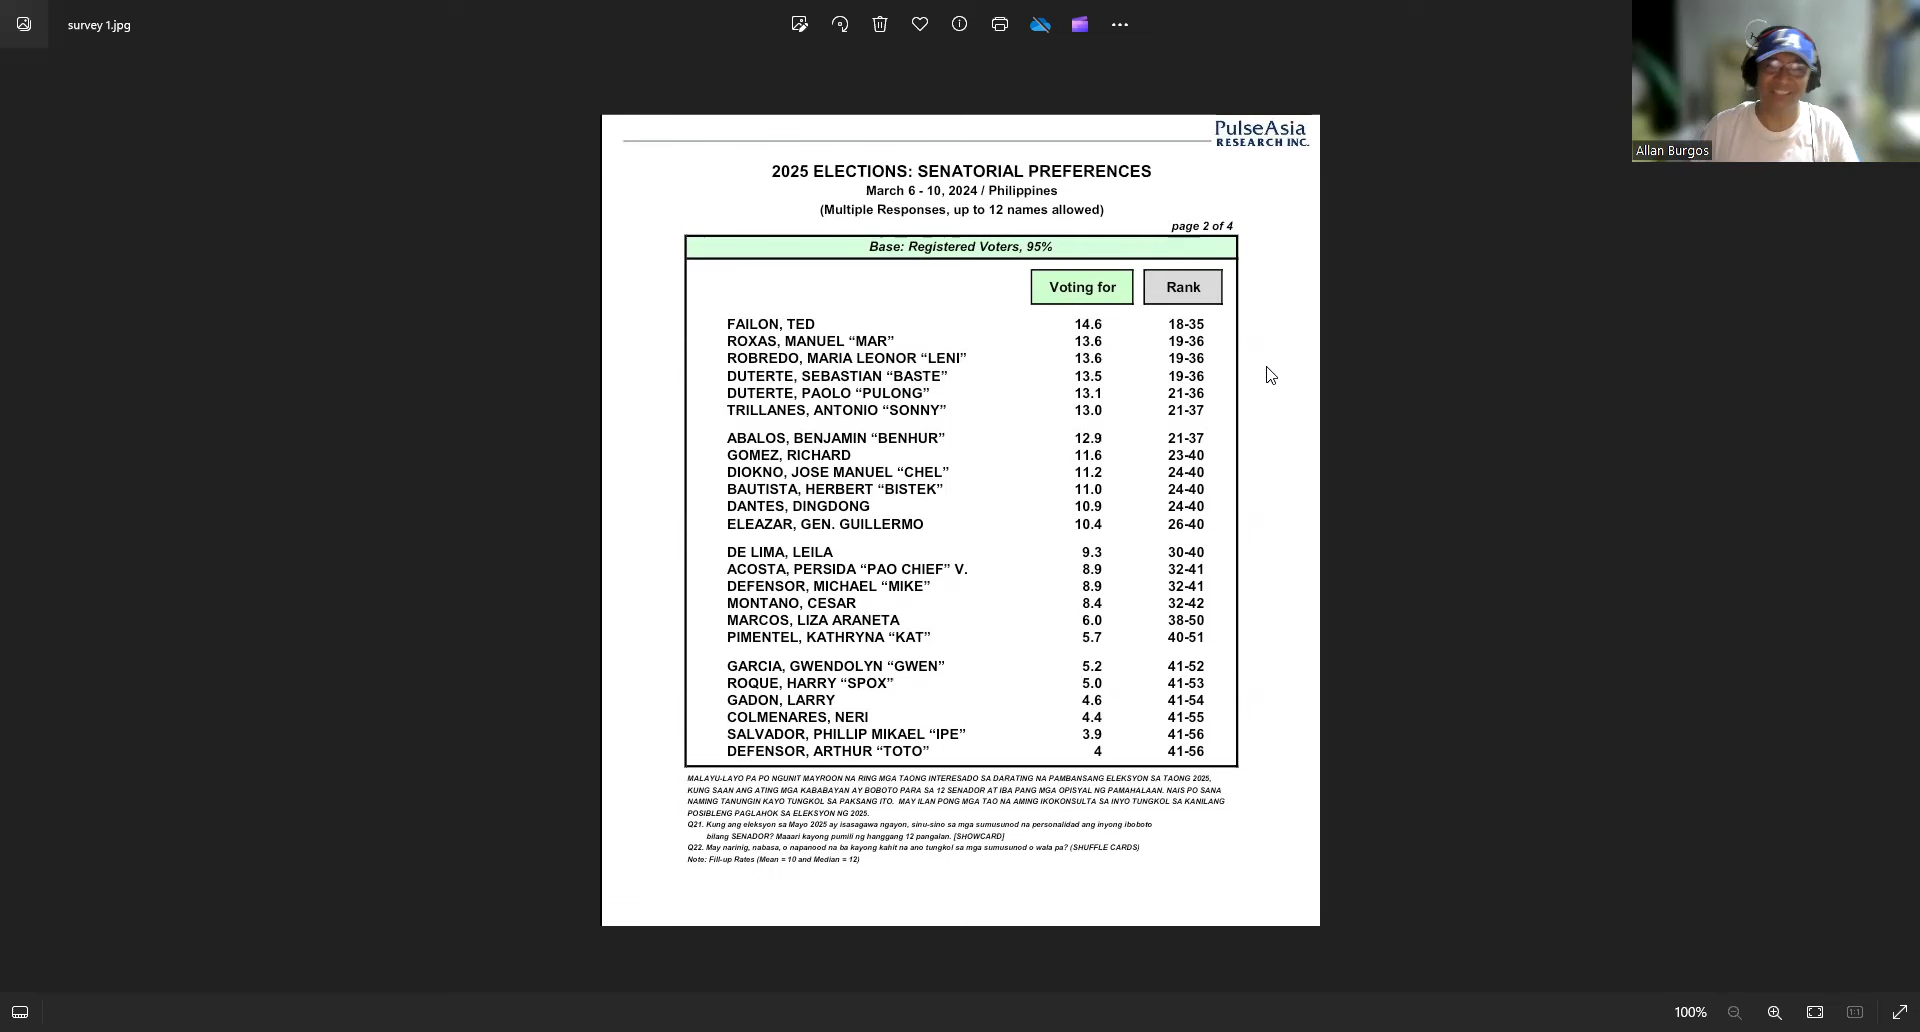 survey 1.jpg
Allan Burgos
PulseAsia
RESEARCH INC.
2025 ELECTIONS: SENATORIAL PREFERENCES
March 6 - 10, 2024 / Philippines
(Multiple Responses, up to 12 names allowed)
page 2 of 4
Base: Registered Voters, 95%
Voting for Rank
FAILON, TED 14.6 18-35
ROXAS, MANUEL “MAR” 13.6 19-36
ROBREDO, MARIA LEONOR “LENI” 13.6 19-36
DUTERTE, SEBASTIAN “BASTE” 13.5 19-36
DUTERTE, PAOLO “PULONG” 13.1 21-36
TRILLANES, ANTONIO “SONNY” 13.0 21-37
ABALOS, BENJAMIN “BENHUR” 12.9 21-37
GOMEZ, RICHARD 11.6 23-40
DIOKNO, JOSE MANUEL “CHEL” 11.2 24-40
BAUTISTA, HERBERT “BISTEK” 11.0 24-40
DANTES, DINGDONG 10.9 24-40
ELEAZAR, GEN. GUILLERMO 10.4 26-40
DE LIMA, LEILA 9.3 30-40
ACOSTA, PERSIDA “PAO CHIEF” V. 8.9 32-41
DEFENSOR, MICHAEL “MIKE” 8.9 32-41
MONTANO, CESAR 8.4 32-42
MARCOS, LIZA ARANETA 6.0 38-50
PIMENTEL, KATHRYNA “KAT” 5.7 40-51
GARCIA, GWENDOLYN “GWEN” 5.2 41-52
ROQUE, HARRY “SPOX” 5.0 41-53
GADON, LARRY 4.6 41-54
COLMENARES, NERI 4.4 41-55
SALVADOR, PHILLIP MIKAEL “IPE” 3.9 41-56
DEFENSOR, ARTHUR “TOTO” 4 41-56
MALAYU-LAYO PA PO NGUNIT MAYROON NA RING MGA TAONG INTERESADO SA DARATING NA PAMBANSANG ELEKSYON SA TAONG 2025,
KUNG SAAN ANG ATING MGA KABABAYAN AY BOBOTO PARA SA 12 SENADOR AT IBA PANG MGA OPISYAL NG PAMAHALAAN. NAIS PO SANA
NAMING TANUNGIN KAYO TUNGKOL SA PAKSANG ITO. MAY ILAN PONG MGA TAO NA AMING IKOKONSULTA SA INYO TUNGKOL SA KANILANG
POSIBLENG PAGLAHOK SA ELEKSYON NG 2025.
Q21. Kung ang eleksyon sa Mayo 2025 ay isasagawa ngayon, sinu-sino sa mga sumusunod na personalidad ang inyong iboboto
bilang SENADOR? Maaari kayong pumili ng hanggang 12 pangalan. [SHOWCARD]
Q22. May narinig, nabasa, o napanood na ba kayong kahit na ano tungkol sa mga sumusunod o wala pa? (SHUFFLE CARDS)
Note: Fill-up Rates (Mean = 10 and Median = 12)
100%
1:1